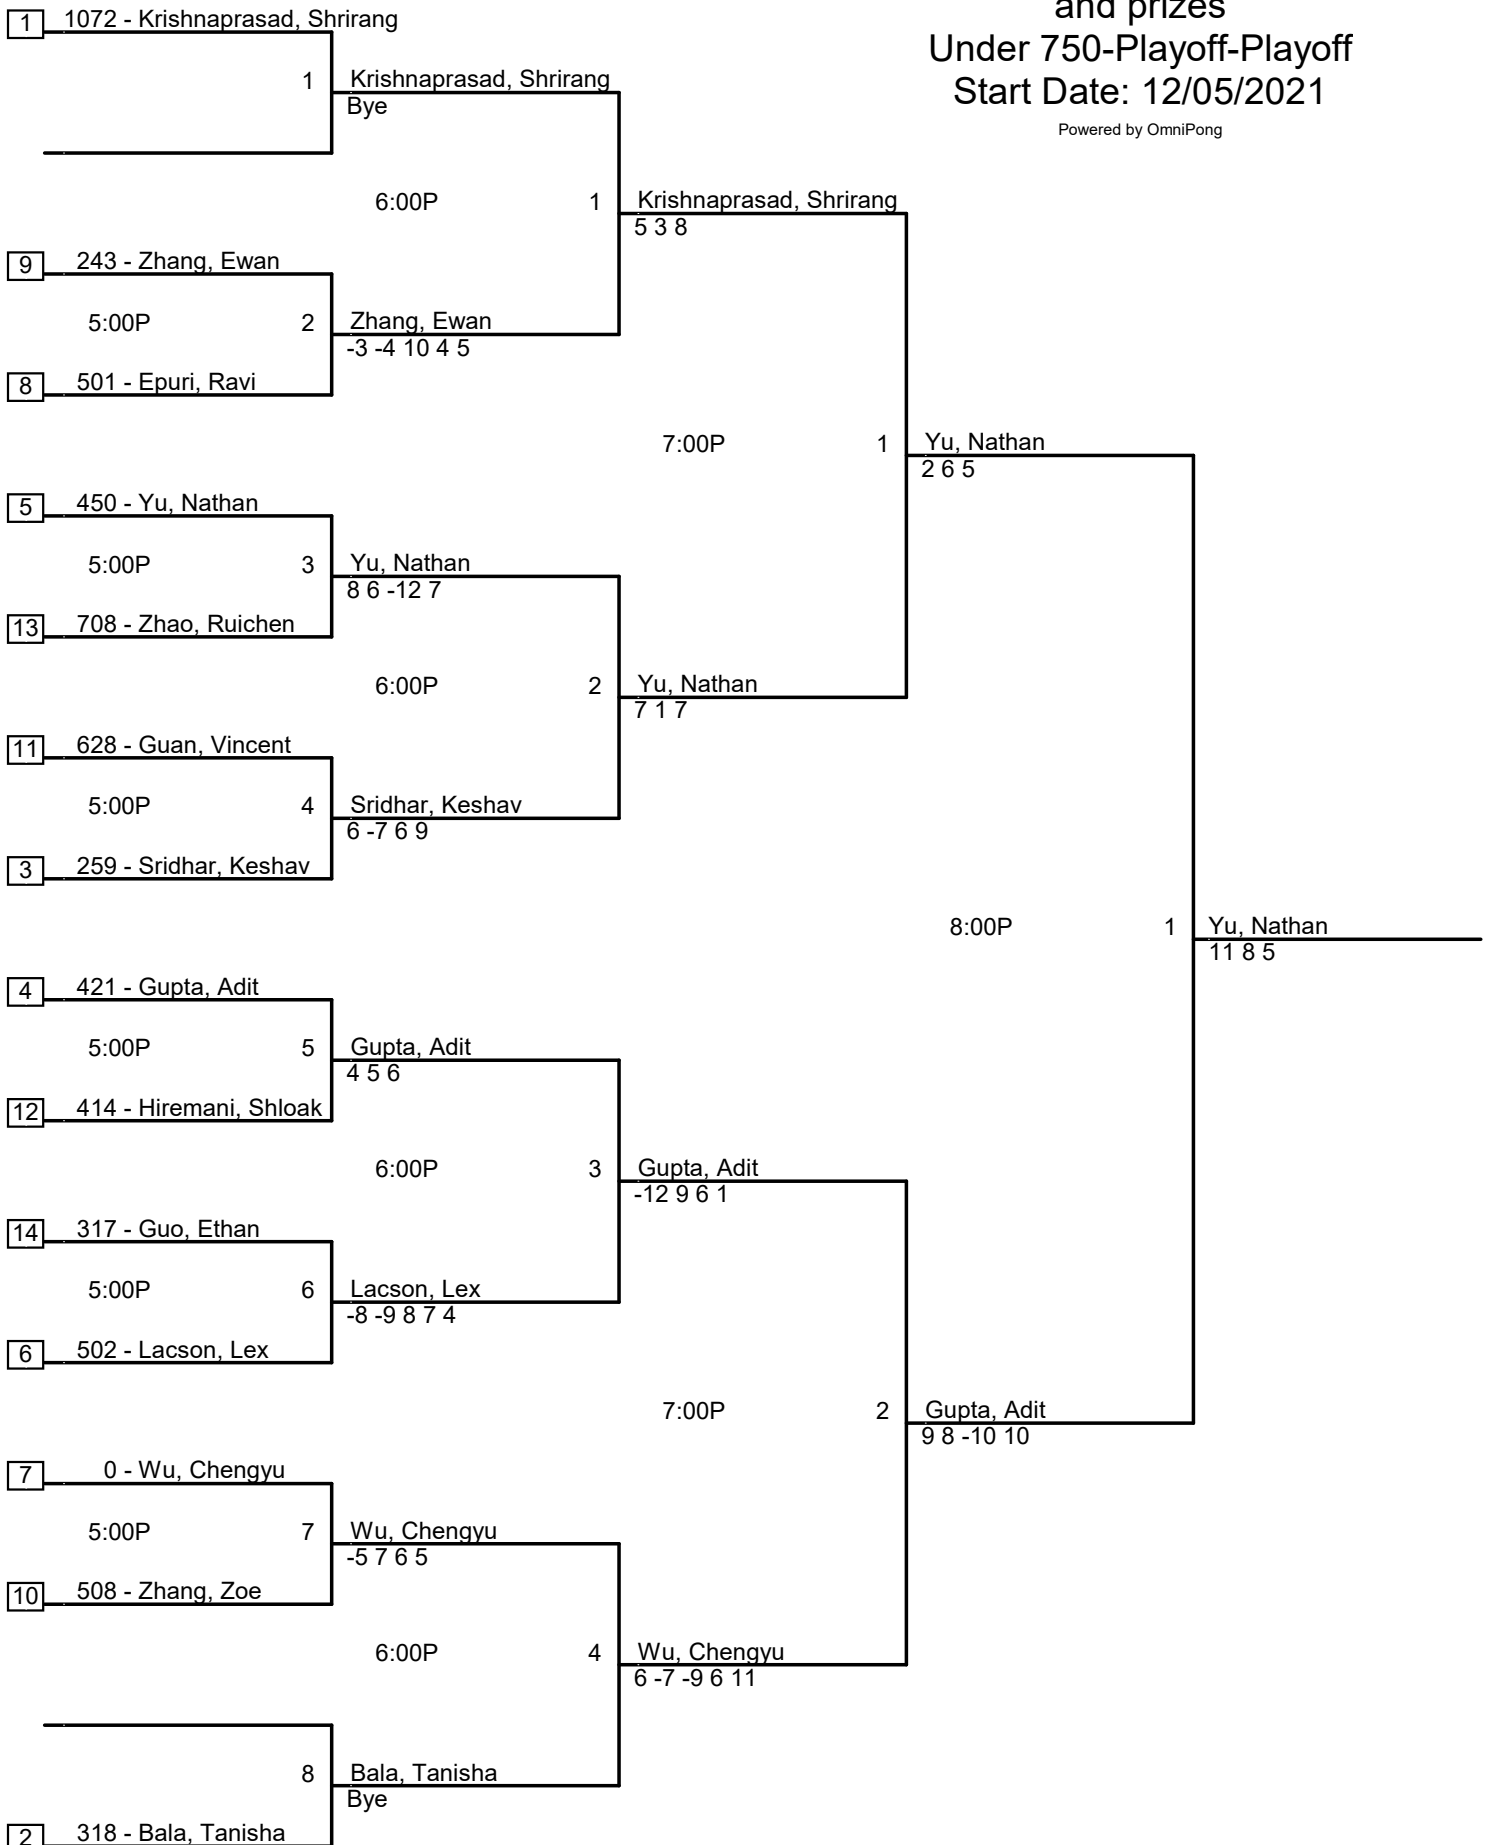 and prizes
Under 750-Playoff-Playoff
Start Date: 12/05/2021
Powered by OmniPong
1 1072 - Krishnaprasad, Shrirang
1 Krishnaprasad, Shrirang
Bye
6:00P 1 Krishnaprasad, Shrirang
5 3 8
9 243 - Zhang, Ewan
5:00P 2 Zhang, Ewan
-3 -4 10 4 5
8 501 - Epuri, Ravi
7:00P 1 Yu, Nathan
2 6 5
5 450 - Yu, Nathan
5:00P 3 Yu, Nathan
8 6 -12 7
13 708 - Zhao, Ruichen
6:00P 2 Yu, Nathan
7 1 7
11 628 - Guan, Vincent
5:00P 4 Sridhar, Keshav
6 -7 6 9
3 259 - Sridhar, Keshav
8:00P 1 Yu, Nathan
11 8 5
4 421 - Gupta, Adit
5:00P 5 Gupta, Adit
4 5 6
12 414 - Hiremani, Shloak
6:00P 3 Gupta, Adit
-12 9 6 1
14 317 - Guo, Ethan
5:00P 6 Lacson, Lex
-8 -9 8 7 4
6 502 - Lacson, Lex
7:00P 2 Gupta, Adit
9 8 -10 10
7 0 - Wu, Chengyu
5:00P 7 Wu, Chengyu
-5 7 6 5
10 508 - Zhang, Zoe
6:00P 4 Wu, Chengyu
6 -7 -9 6 11
8 Bala, Tanisha
Bye
2 318 - Bala, Tanisha